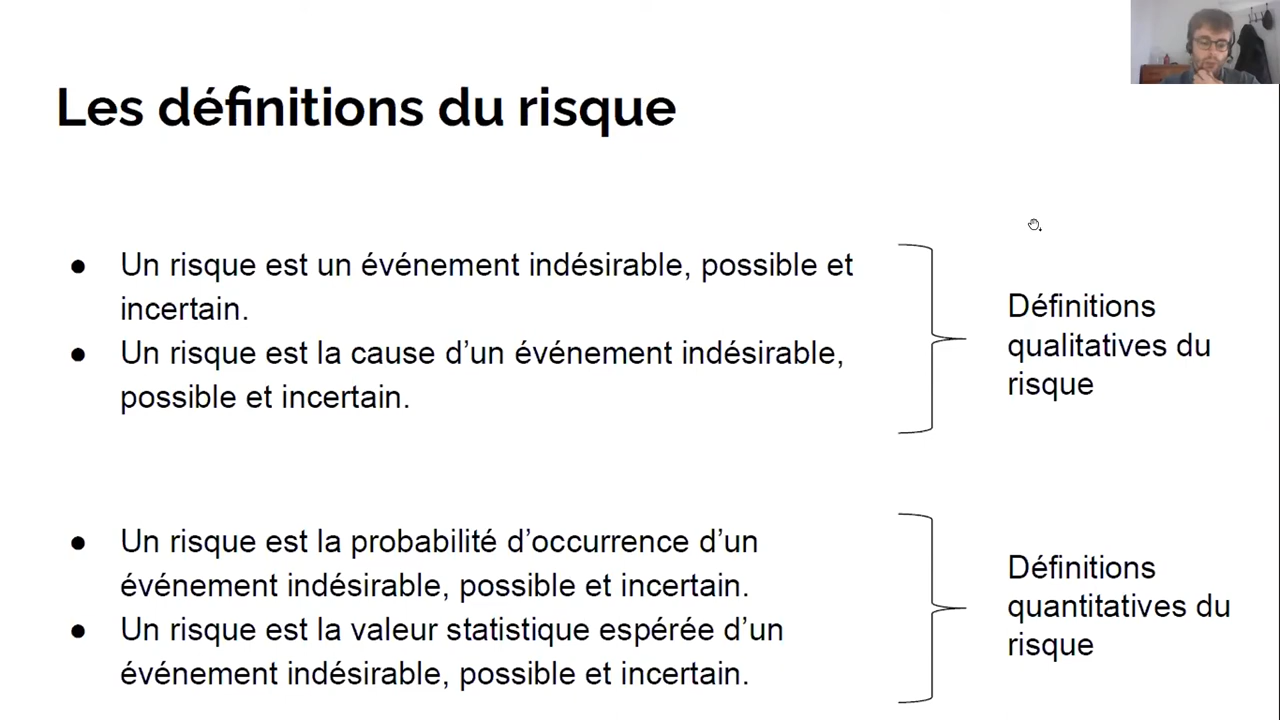 Les définitions du risque
● Un risque est un événement indésirable, possible et
incertain.
● Un risque est la cause d’un événement indésirable,
possible et incertain.
Définitions
qualitatives du
risque
● Un risque est la probabilité d’occurrence d’un
événement indésirable, possible et incertain.
● Un risque est la valeur statistique espérée d’un
événement indésirable, possible et incertain.
Définitions
quantitatives du
risque